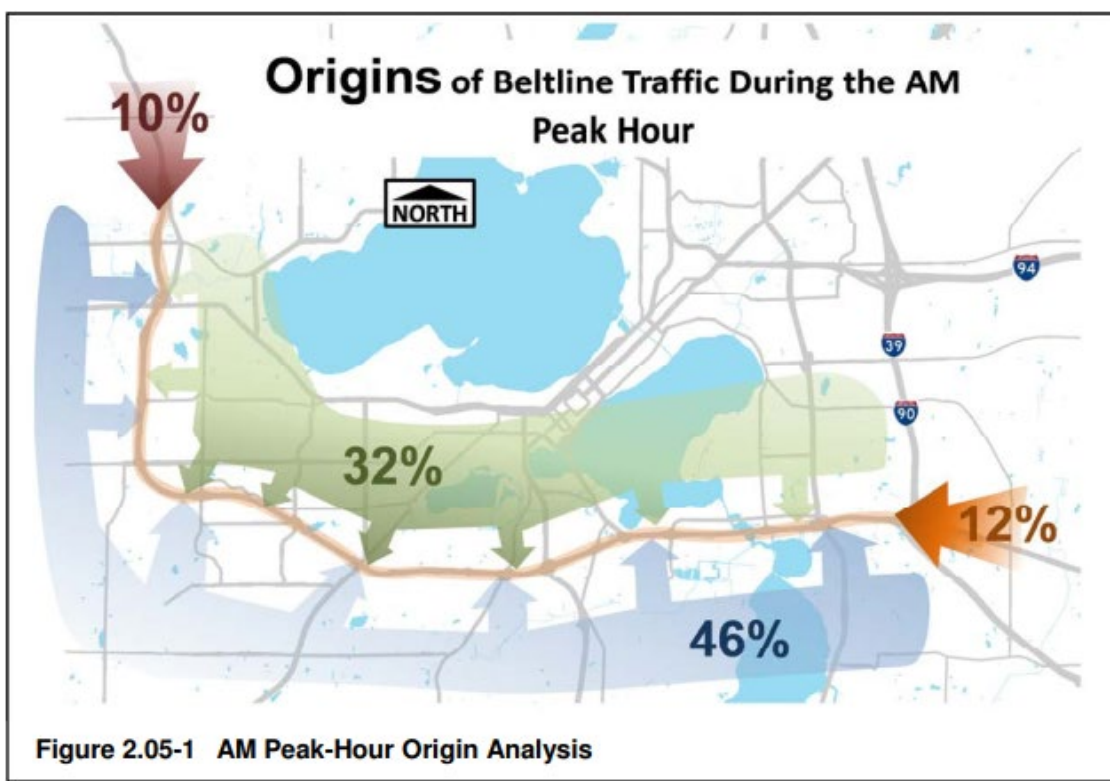 Origins of Beltline Traffic During the AM
Peak Hour
10%
NORTH
94
39
90
32%
12%
46%
Figure 2.05-1 AM Peak-Hour Origin Analysis